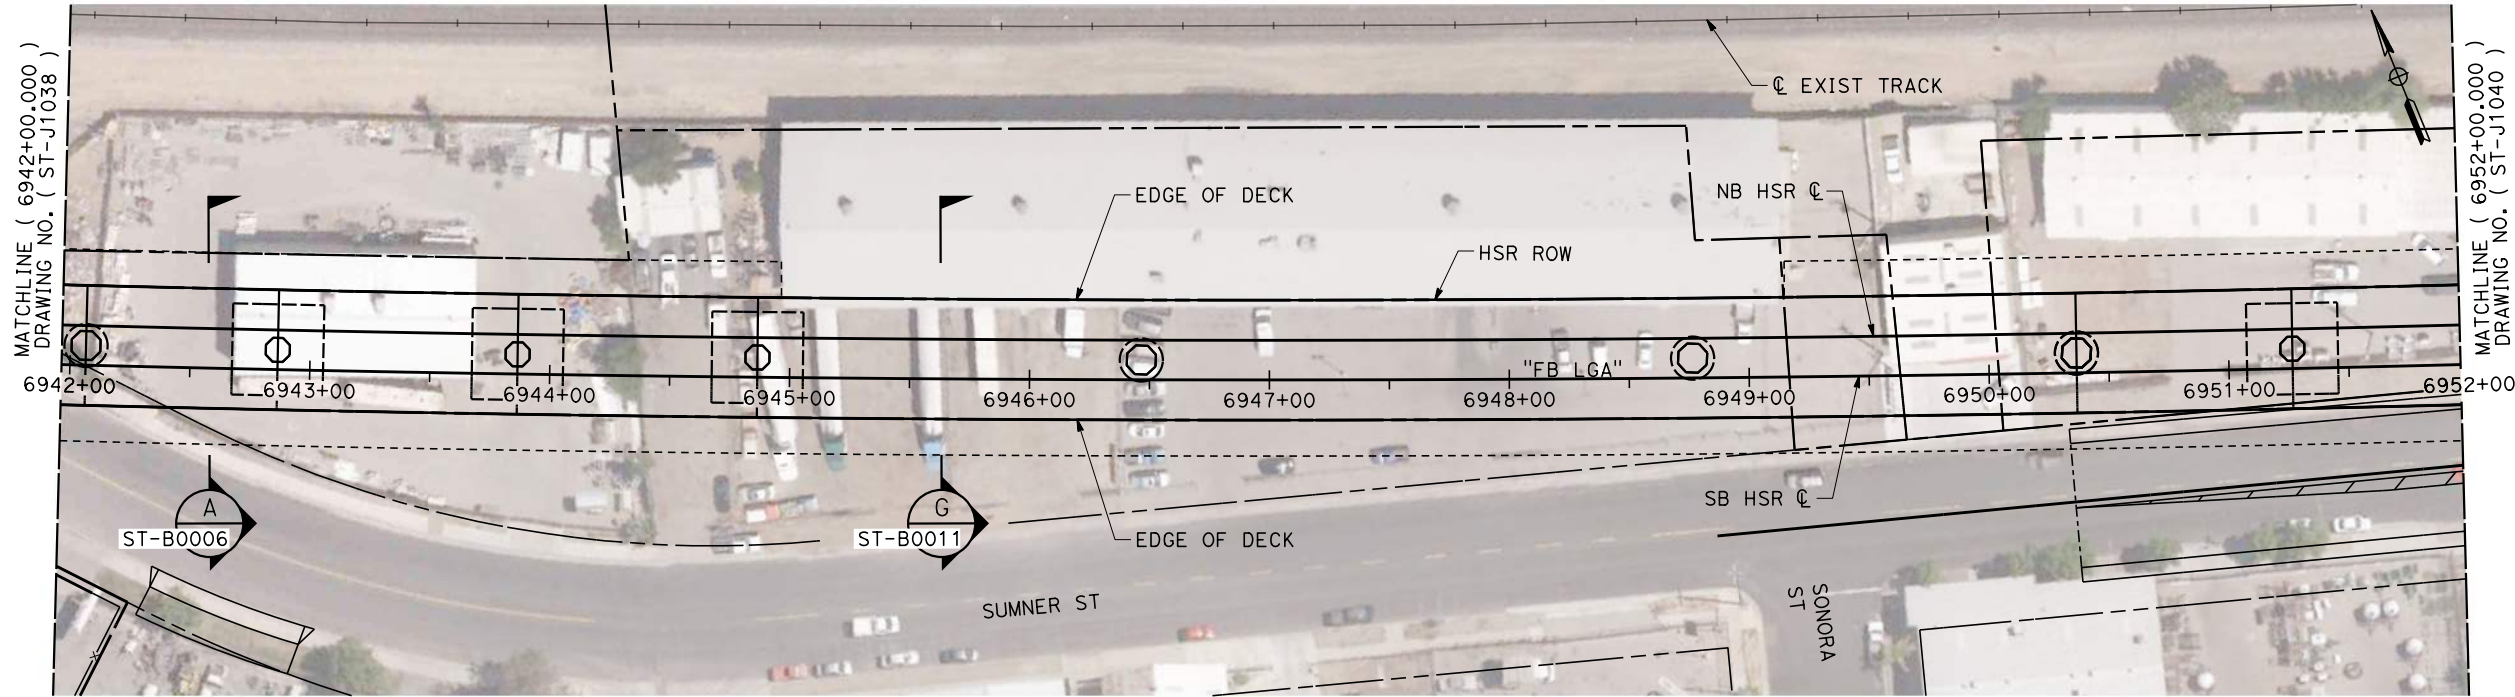 MATCHLINE ( 6942+00.000 )
DRAWING NO. ( ST-J1038 )
℄ EXIST TRACK
EDGE OF DECK
NB HSR ℄
HSR ROW
"FB LGA"
6942+00
6943+00
6944+00
6945+00
6946+00
6947+00
6948+00
6949+00
6950+00
6951+00
6952+00
A
ST-B0006
G
ST-B0011
EDGE OF DECK
SB HSR ℄
SUMNER ST
SONORA
ST
MATCHLINE ( 6952+00.000 )
DRAWING NO. ( ST-J1040 )